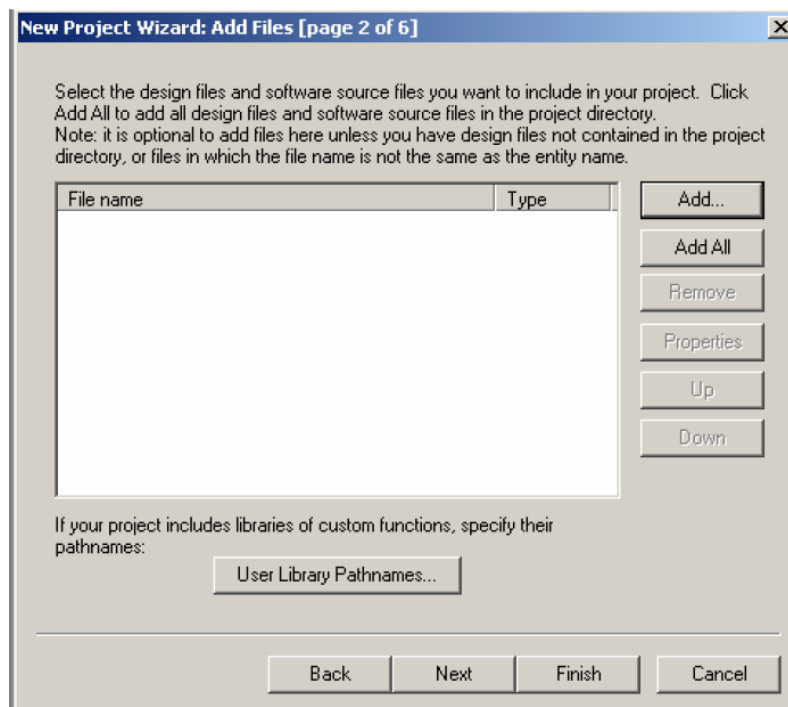 New Project Wizard: Add Files [page 2 of 6]
Select the design files and software source files you want to include in your project. Click
Add All to add all design files and software source files in the project directory.
Note: it is optional to add files here unless you have design files not contained in the project
directory, or files in which the file name is not the same as the entity name.
File name Type
Add...
Add All
Remove
Properties
Up
Down
If your project includes libraries of custom functions, specify their
pathnames:
User Library Pathnames...
Back Next Finish Cancel